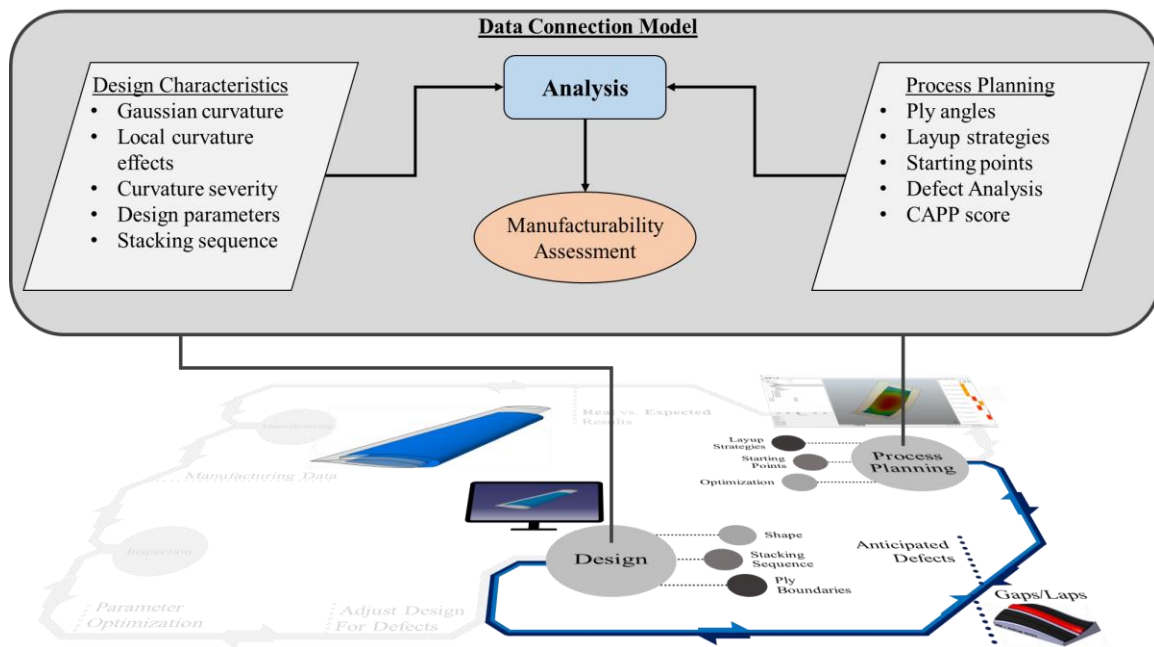 Data Connection Model
Design Characteristics
• Gaussian curvature
• Local curvature
effects
• Curvature severity
• Design parameters
• Stacking sequence
Analysis
Manufacturability
Assessment
Process Planning
• Ply angles
• Layup strategies
• Starting points
• Defect Analysis
• CAPP score
Real vs. Expected
Results
Manufacturing Data
Inspection
Parameter
Optimization
Adjust Design
For Defects
Layup
Strategies
Starting
Points
Optimization
Process
Planning
Design
Shape
Stacking
Sequence
Ply
Boundaries
Anticipated
Defects
Gaps/Laps